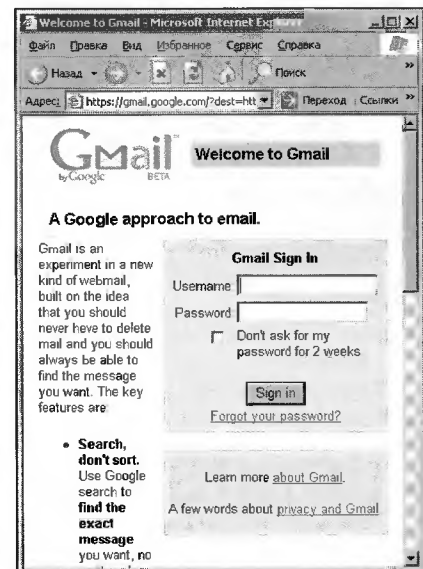 Welcome to Gmail - Microsoft Internet Exp
Файл Правка Вид Избранное Сервис Справка
Назад Поиск »
Адрес: https://gmail.google.com/?dest=htt Переход Ссылки »
GMail™
by Google BETA
Welcome to Gmail
A Google approach to email.
Gmail is an
experiment in a new
kind of webmail,
built on the idea
that you should
never heve to delete
mail and you should
always be able to
find the message
you want. The key
features are:
• Search,
don't sort.
Use Google
search to
find the
exact
message
you want, no
Gmail Sign In
Username:
Password:
Don't ask for my
password for 2 weeks
Sign in
Forgot your password?
Learn more about Gmail.
A few words about privacy and Gmail